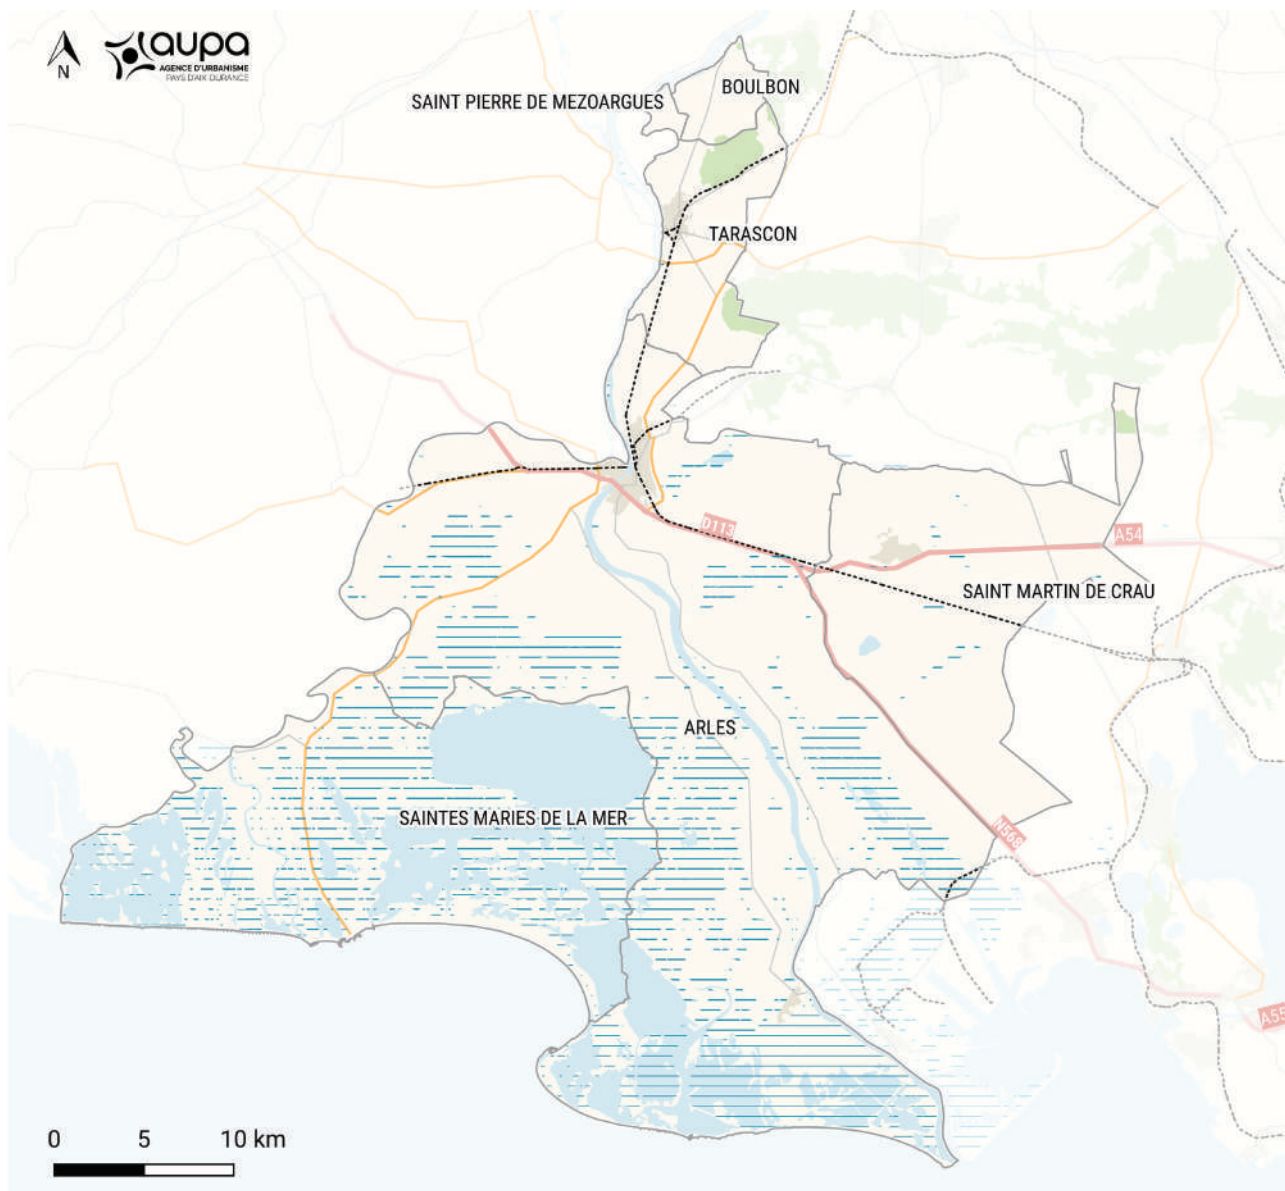 N
aupa
AGENCE D'URBANISME
PAYS D'AIX DURANCE
BOULBON
SAINT PIERRE DE MEZOARGUES
TARASCON
D113
A54
SAINT MARTIN DE CRAU
ARLES
SAINTES MARIES DE LA MER
N568
A55
0 5 10 km